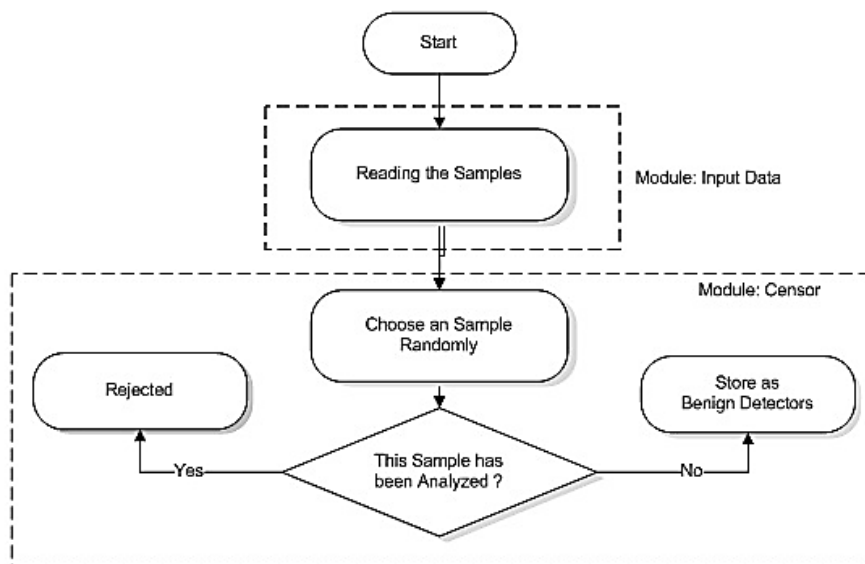 Start
Reading the Samples
Module: Input Data
Module: Censor
Choose an Sample
Randomly
Rejected
Store as
Benign Detectors
This Sample has
been Analyzed ?
Yes
No